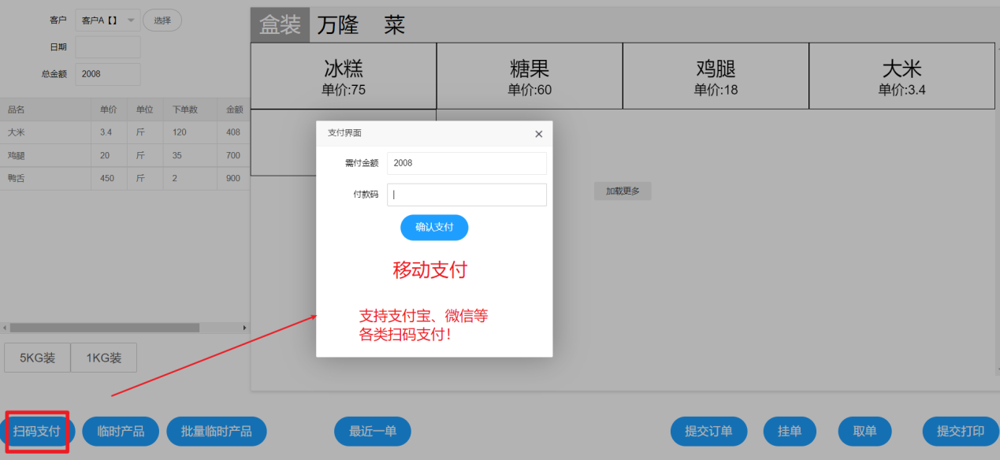 客户 客户A【】 选择
日期
总金额 2008
品名 单价 单位 下单数 金额
大米 3.4 斤 120 408
鸡腿 20 斤 35 700
鸭舌 450 斤 2 900
5KG装 1KG装
盒装 万隆 菜
冰糕 糖果 鸡腿 大米
单价:75 单价:60 单价:18 单价:3.4
加载更多
支付界面
需付金额 2008
付款码
确认支付
移动支付
支持支付宝、微信等
各类扫码支付!
扫码支付 临时产品 批量临时产品 最近一单 提交订单 挂单 取单 提交打印